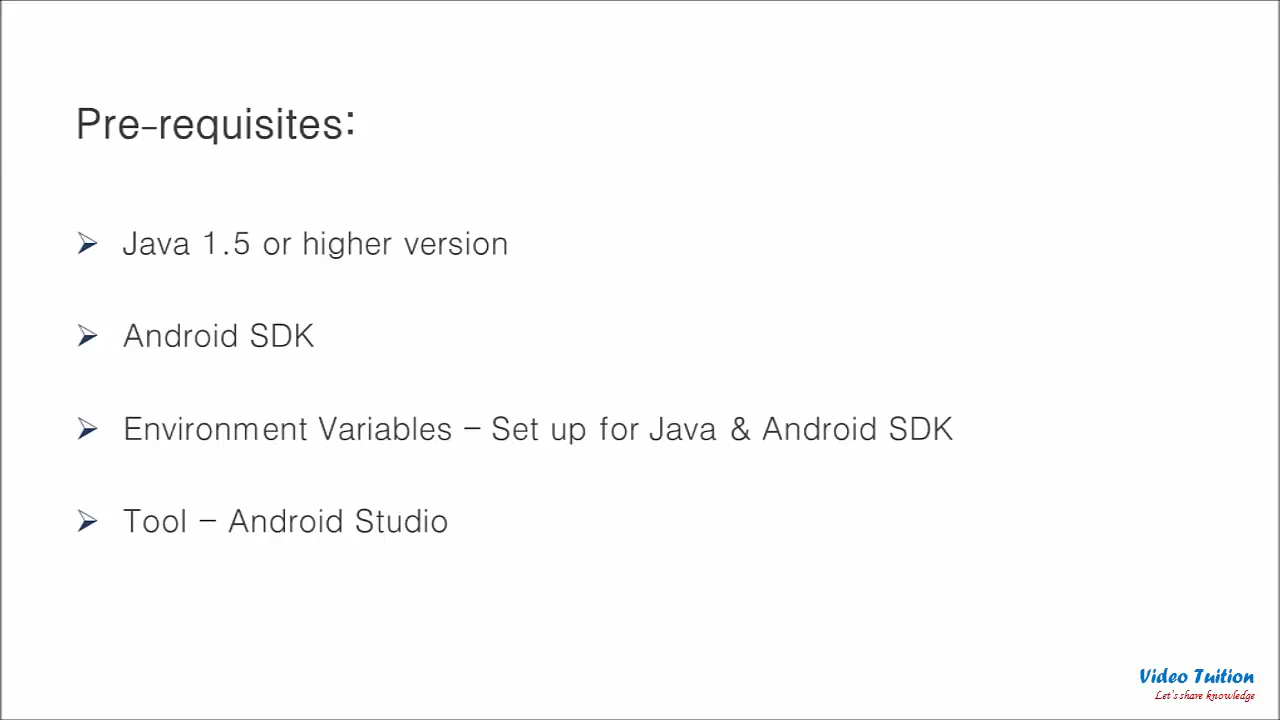 Pre-requisites:
Java 1.5 or higher version
Android SDK
Environment Variables - Set up for Java & Android SDK
Tool - Android Studio
Video Tuition
Let's share knowledge